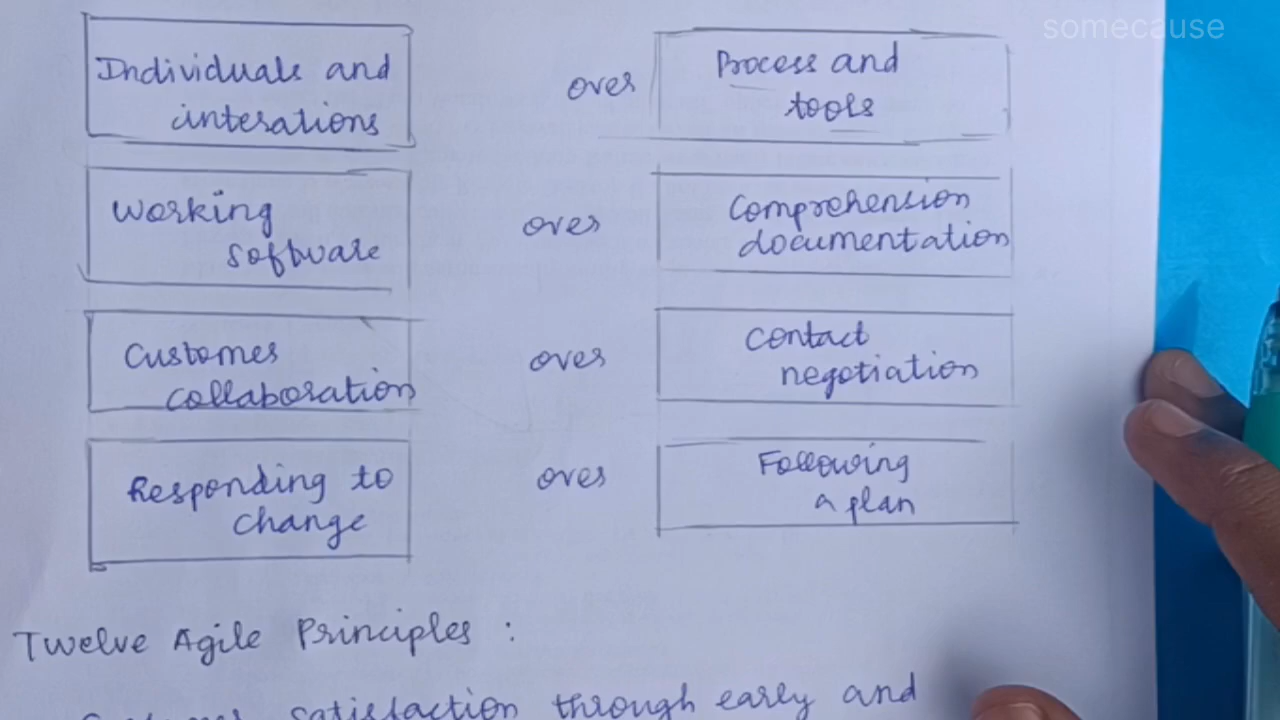 somecause
Individuals and
interations
over
Process and
tools
Working
software
over
Comprehension
documentation
Customer
collaboration
over
Contact
negotiation
Responding to
change
over
Following
a plan
Twelve Agile Principles :
satisfaction through early and